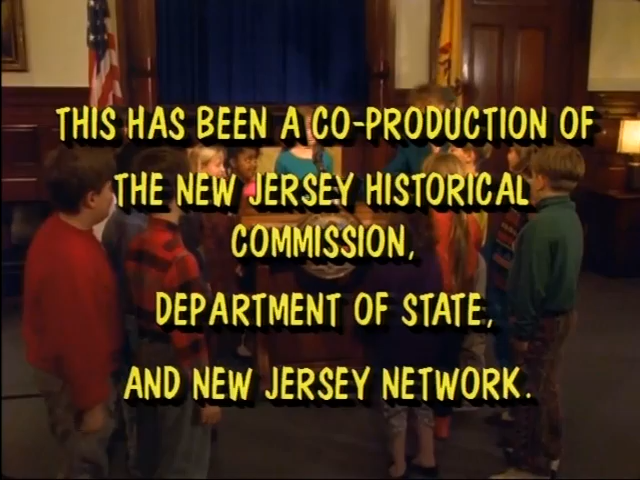 THIS HAS BEEN A CO-PRODUCTION OF
THE NEW JERSEY HISTORICAL
COMMISSION,
DEPARTMENT OF STATE,
AND NEW JERSEY NETWORK.